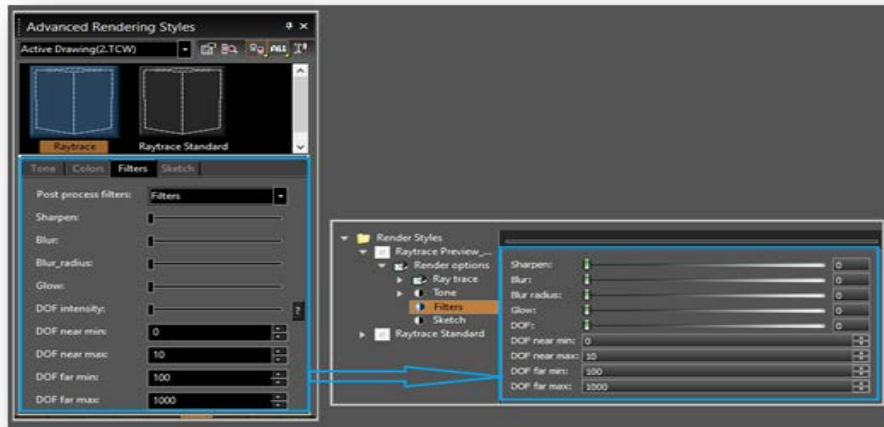 Advanced Rendering Styles
Active Drawing(2.TCW)
ALL
Raytrace
Raytrace Standard
Tone Colors Filters Sketch
Post process filters: Filters
Sharpen:
Blur:
Blur_radius:
Glow:
DOF intensity:
?
DOF near min: 0
DOF near max: 10
DOF far min: 100
DOF far max: 1000
Render Styles
Raytrace Preview_...
Render options
Ray trace
Tone
Filters
Sketch
Raytrace Standard
Sharpen: 0
Blur: 0
Blur radius: 0
Glow: 0
DOF: 0
DOF near min: 0
DOF near max: 10
DOF far min: 100
DOF far max: 1000